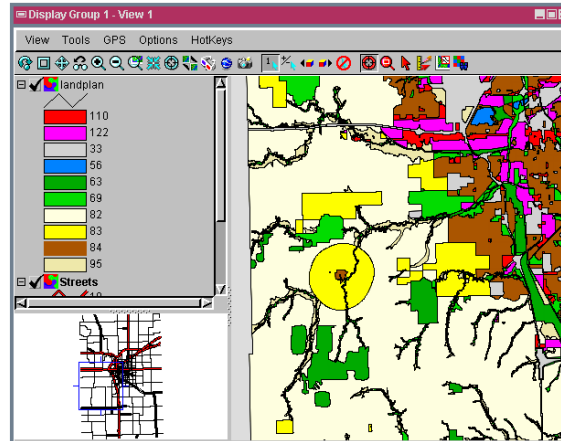 Display Group 1 - View 1
View Tools GPS Options HotKeys
landplan
110
122
33
56
63
69
82
83
84
95
Streets